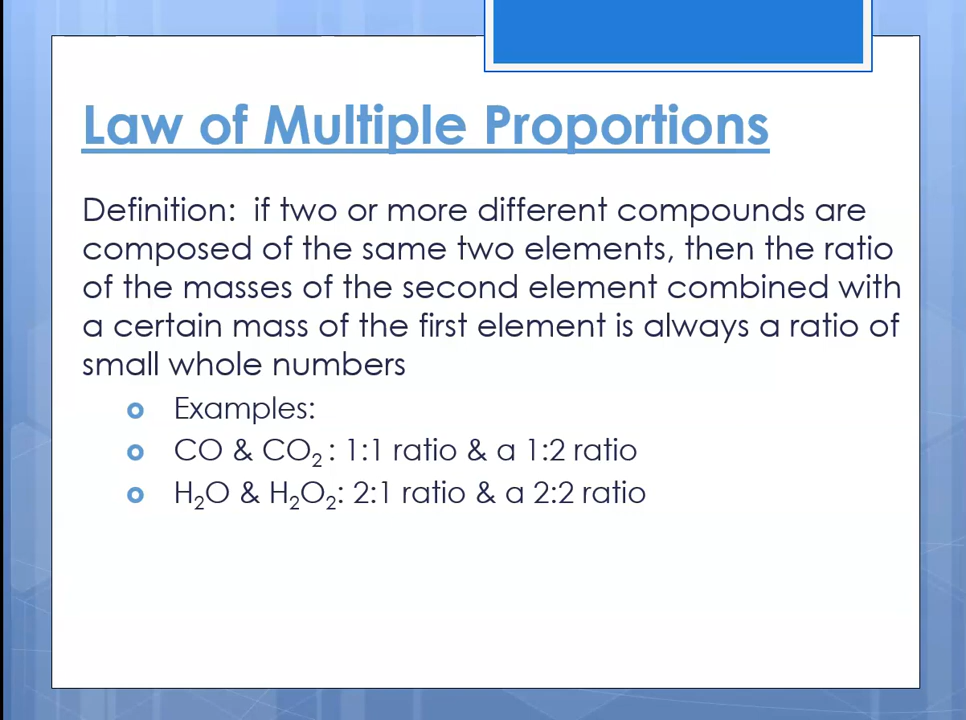 Law of Multiple Proportions
Definition:  if two or more different compounds are
composed of the same two elements, then the ratio
of the masses of the second element combined with
a certain mass of the first element is always a ratio of
small whole numbers
Examples:
CO & CO₂ : 1:1 ratio & a 1:2 ratio
H₂O & H₂O₂: 2:1 ratio & a 2:2 ratio